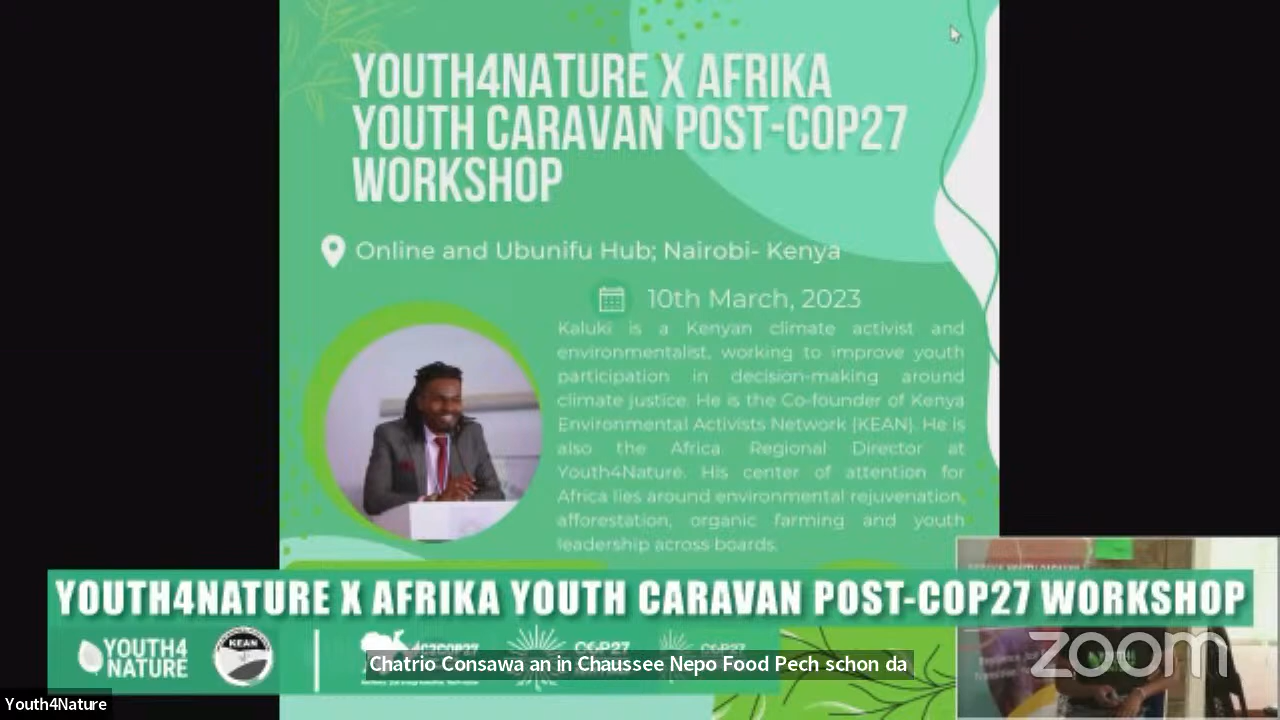 YOUTH4NATURE X AFRIKA
YOUTH CARAVAN POST-COP27
WORKSHOP
Online and Ubunifu Hub; Nairobi- Kenya
10th March, 2023
Kaluki is a Kenyan climate activist and
environmentalist, working to improve youth
participation in decision-making around
climate justice. He is the Co-founder of Kenya
Environmental Activists Network (KEAN). He is
also the Africa Regional Director at
Youth4Nature. His center of attention for
Africa lies around environmental rejuvenation,
afforestation, organic farming and youth
leadership across boards.
YOUTH4NATURE X AFRIKA YOUTH CARAVAN POST-COP27 WORKSHOP
YOUTH4
NATURE
KEAN
COP27
COP27
Chatrio Consawa an in Chaussee Nepo Food Pech schon da
zoom
Youth4Nature